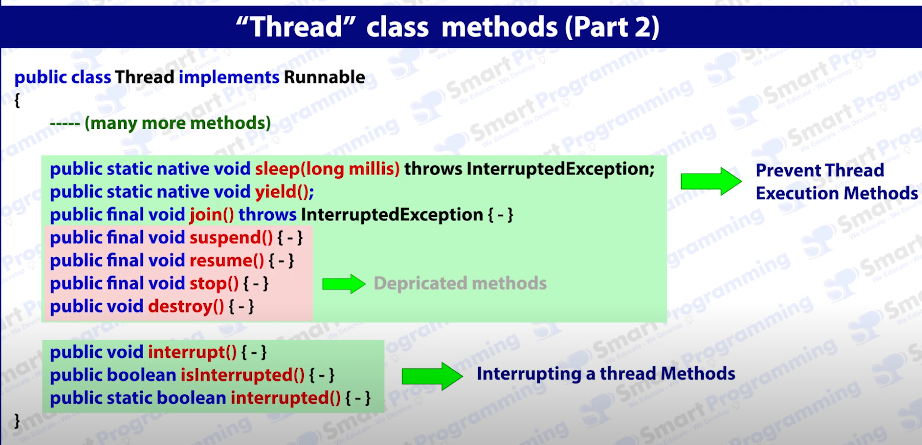 “Thread” class methods (Part 2)
public class Thread implements Runnable
{
----- (many more methods)
public static native void sleep(long millis) throws InterruptedException;
public static native void yield();
public final void join() throws InterruptedException { - }
public final void suspend() { - }
public final void resume() { - }
public final void stop() { - }
public void destroy() { - }
Prevent Thread
Execution Methods
Depricated methods
public void interrupt() { - }
public boolean isInterrupted() { - }
public static boolean interrupted() { - }
Interrupting a thread Methods
}
Smart Programming